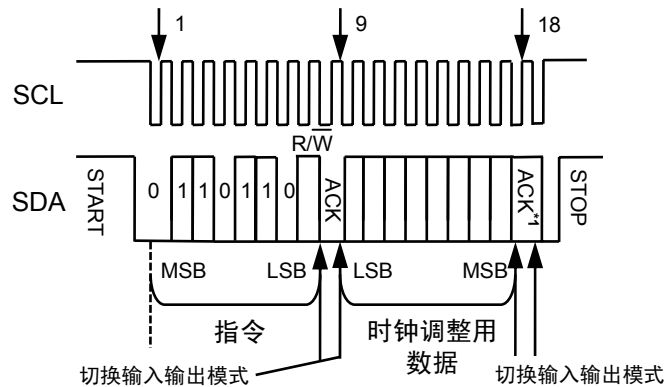 1 9 18
SCL
R/W̅
SDA START 0 1 1 0 1 1 0 ACK ACK*1 STOP
MSB LSB LSB MSB
指令 时钟调整用
数据
切换输入输出模式 切换输入输出模式